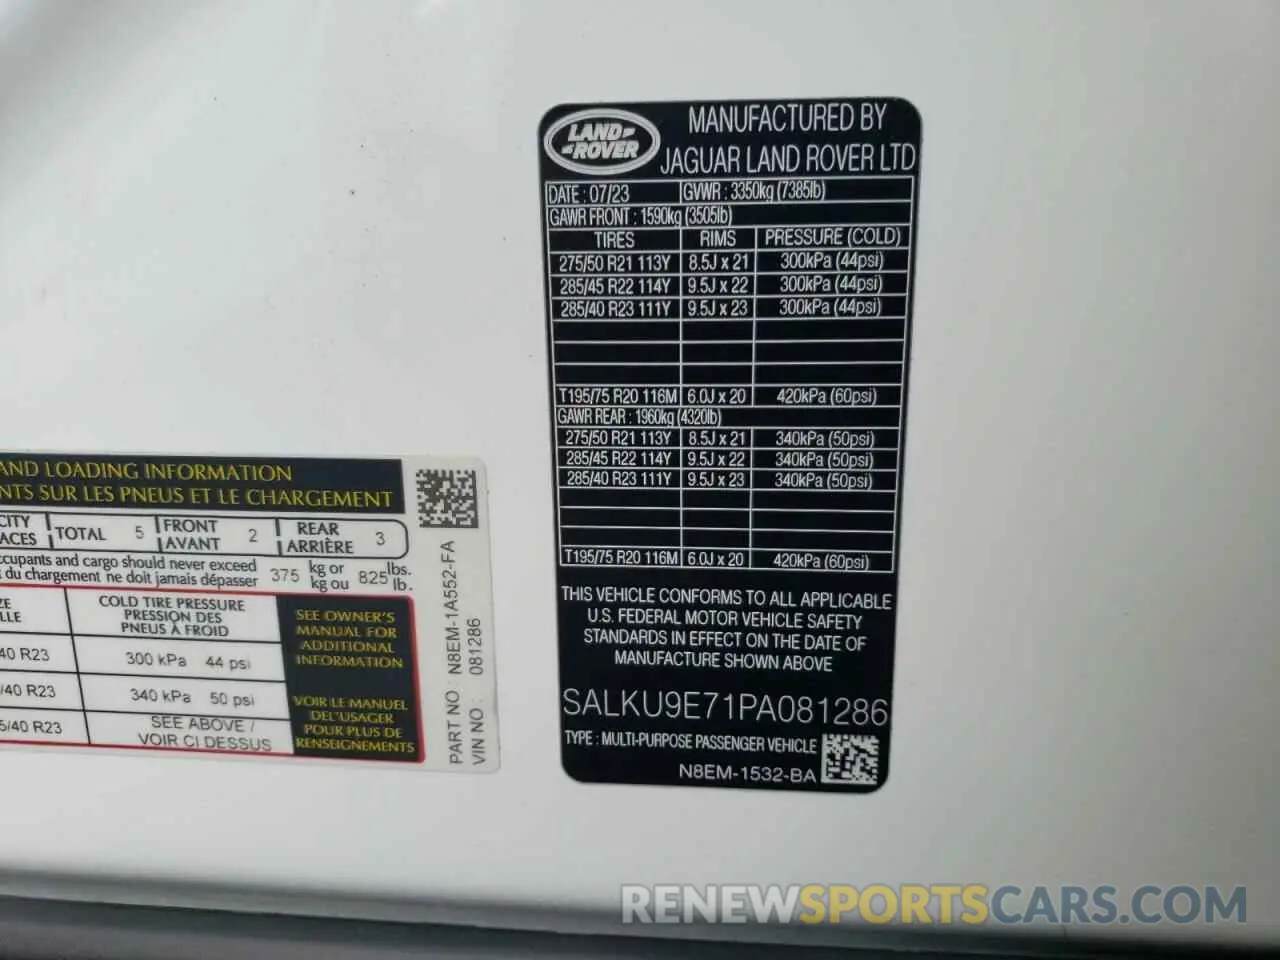 LAND ROVER
MANUFACTURED BY
JAGUAR LAND ROVER LTD
DATE : 07/23 GVWR : 3350kg (7385lb)
GAWR FRONT : 1590kg (3505lb)
TIRES RIMS PRESSURE (COLD)
275/50 R21 113Y 8.5J x 21 300kPa (44psi)
285/45 R22 114Y 9.5J x 22 300kPa (44psi)
285/40 R23 111Y 9.5J x 23 300kPa (44psi)
T195/75 R20 116M 6.0J x 20 420kPa (60psi)
GAWR REAR : 1960kg (4320lb)
275/50 R21 113Y 8.5J x 21 340kPa (50psi)
285/45 R22 114Y 9.5J x 22 340kPa (50psi)
285/40 R23 111Y 9.5J x 23 340kPa (50psi)
T195/75 R20 116M 6.0J x 20 420kPa (60psi)
THIS VEHICLE CONFORMS TO ALL APPLICABLE
U.S. FEDERAL MOTOR VEHICLE SAFETY
STANDARDS IN EFFECT ON THE DATE OF
MANUFACTURE SHOWN ABOVE
SALKU9E71PA081286
TYPE : MULTI-PURPOSE PASSENGER VEHICLE
N8EM-1532-BA
AND LOADING INFORMATION
NTS SUR LES PNEUS ET LE CHARGEMENT
CITY TOTAL 5 FRONT 2 REAR 3
ACES AVANT ARRIÈRE
ccupants and cargo should never exceed 375 kg or 825 lbs.
du chargement ne doit jamais dépasser kg ou lb.
ZE COLD TIRE PRESSURE
LLE PRESSION DES
PNEUS À FROID
40 R23 300 kPa 44 psi
/40 R23 340 kPa 50 psi
5/40 R23 SEE ABOVE /
VOIR CI DESSUS
SEE OWNER'S
MANUAL FOR
ADDITIONAL
INFORMATION
VOIR LE MANUEL
DEL'USAGER
POUR PLUS DE
RENSEIGNEMENTS
PART NO : N8EM-1A552-FA
VIN NO : 081286
RENEWSPORTSCARS.COM